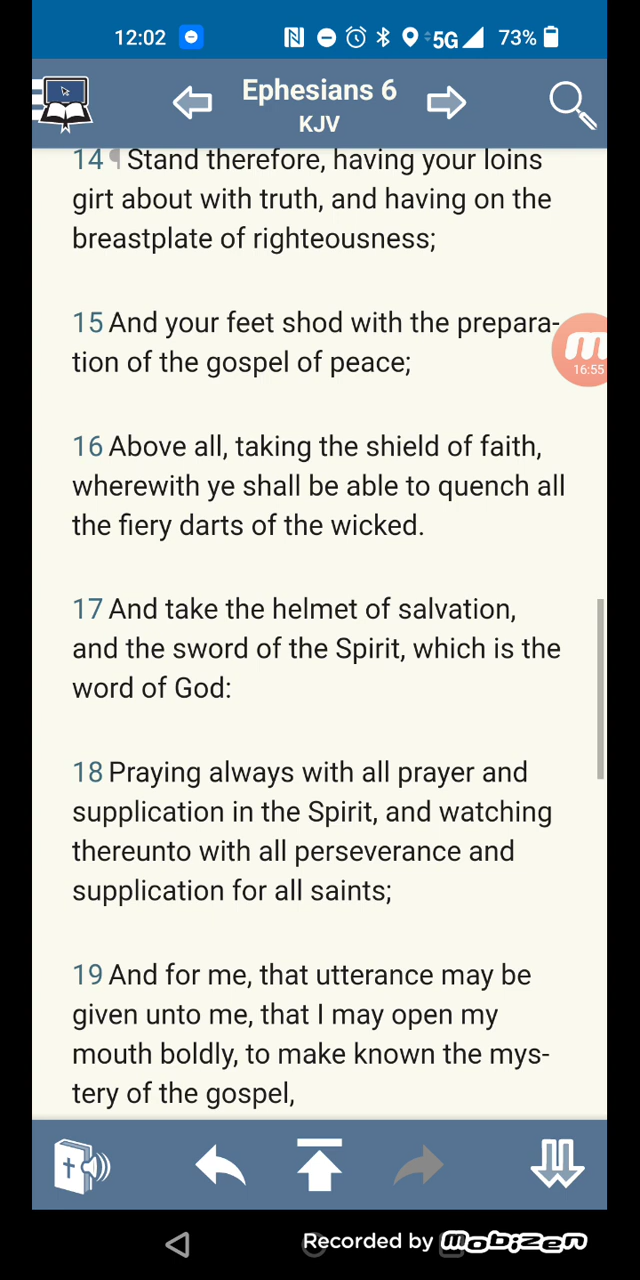 12:02 5G 73%
Ephesians 6
KJV
14 ¶ Stand therefore, having your loins
girt about with truth, and having on the
breastplate of righteousness;
15 And your feet shod with the prepara-
tion of the gospel of peace;
16:55
16 Above all, taking the shield of faith,
wherewith ye shall be able to quench all
the fiery darts of the wicked.
17 And take the helmet of salvation,
and the sword of the Spirit, which is the
word of God:
18 Praying always with all prayer and
supplication in the Spirit, and watching
thereunto with all perseverance and
supplication for all saints;
19 And for me, that utterance may be
given unto me, that I may open my
mouth boldly, to make known the mys-
tery of the gospel,
Recorded by mobizen